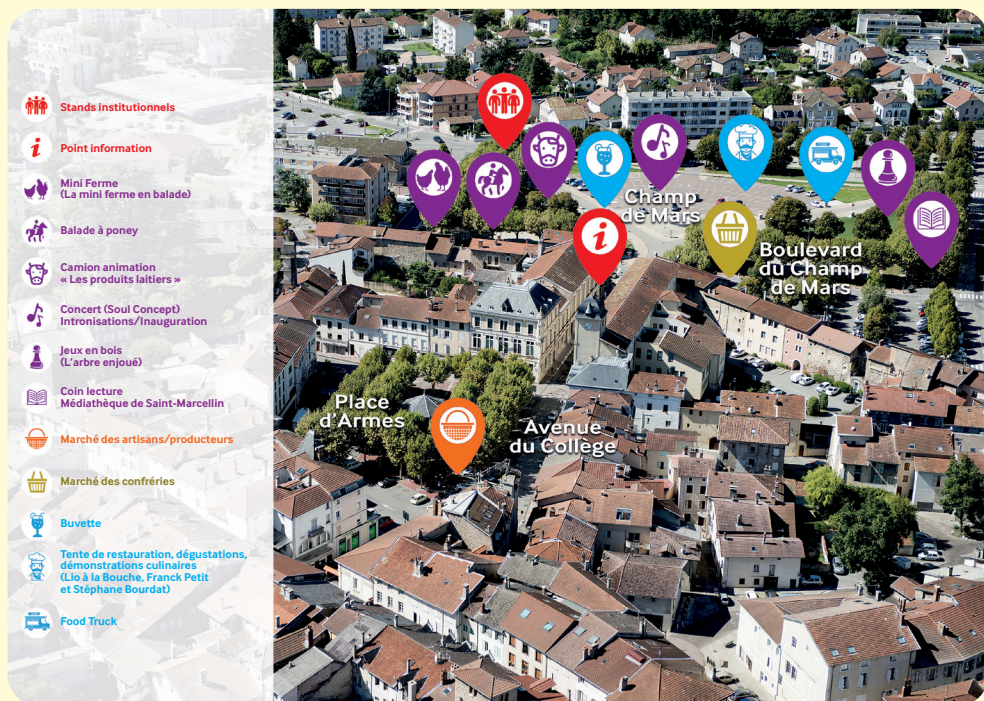 Stands institutionnels
Point information
Mini Ferme
(La mini ferme en balade)
Balade à poney
Camion animation
« Les produits laitiers »
Concert (Soul Concept)
Intronisations/Inauguration
Jeux en bois
(L'arbre enjoué)
Coin lecture
Médiathèque de Saint-Marcellin
Marché des artisans/producteurs
Marché des confréries
Buvette
Tente de restauration, dégustations,
démonstrations culinaires
(Lio à la Bouche, Franck Petit
et Stéphane Bourdat)
Food Truck
Champ
de Mars
Boulevard
du Champ
de Mars
Place
d'Armes
Avenue
du Collège